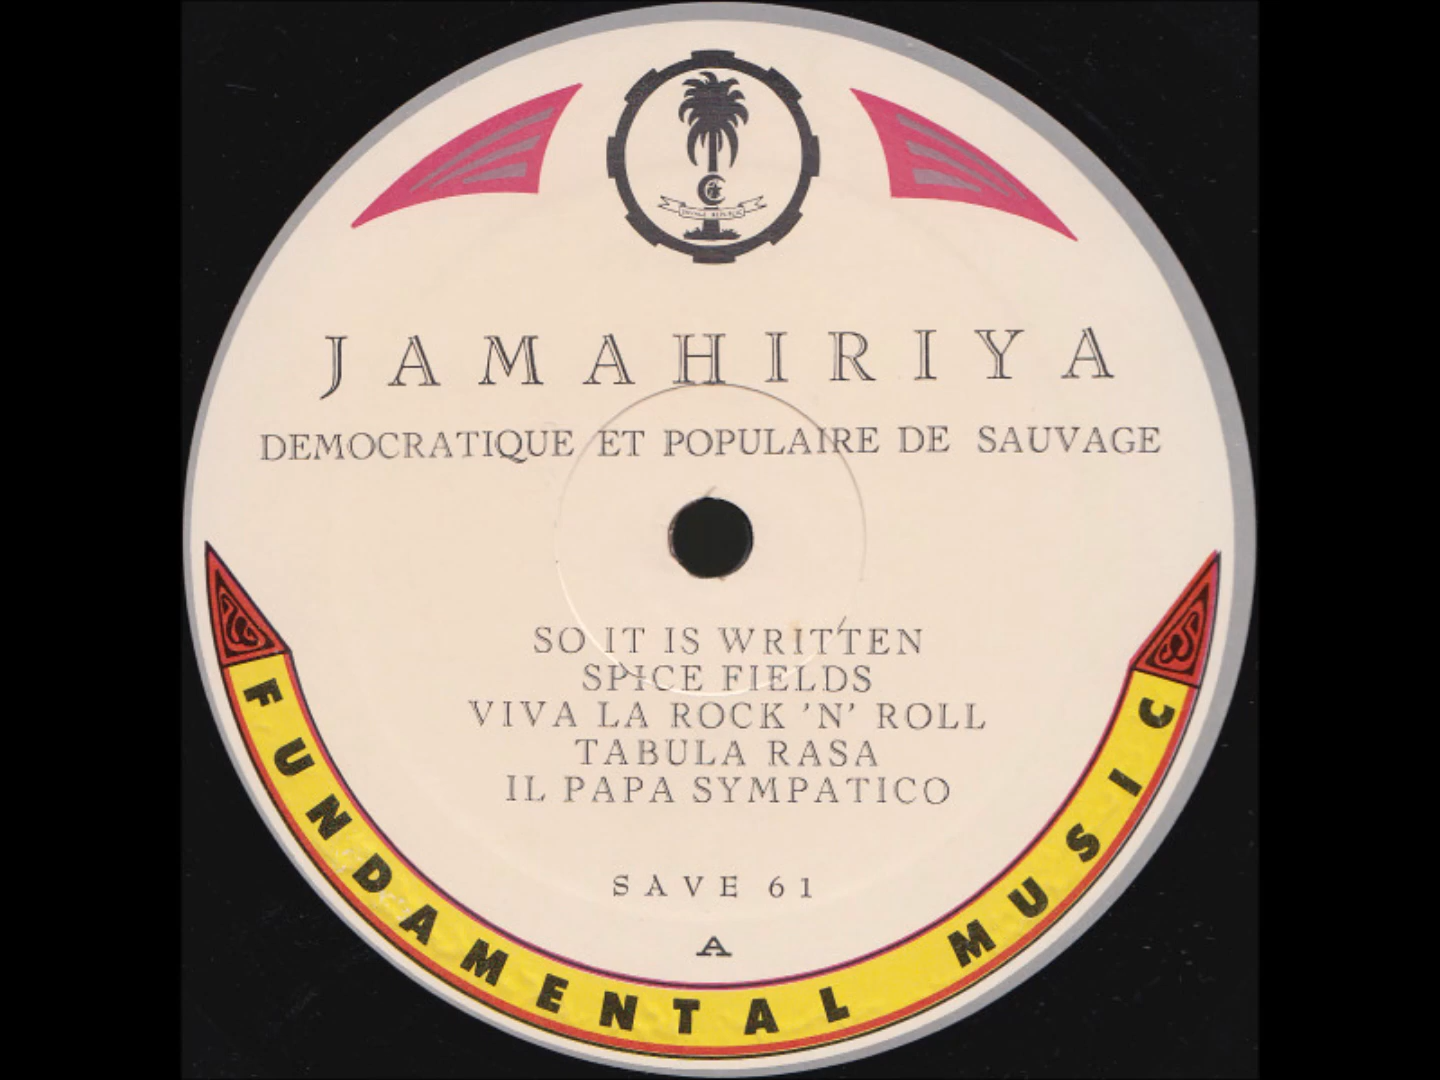 JAMAHIRIYA
DEMOCRATIQUE ET POPULAIRE DE SAUVAGE
SO IT IS WRITTEN
SPICE FIELDS
VIVA LA ROCK 'N' ROLL
TABULA RASA
IL PAPA SYMPATICO
SAVE 61
A
FUNDAMENTAL MUSIC